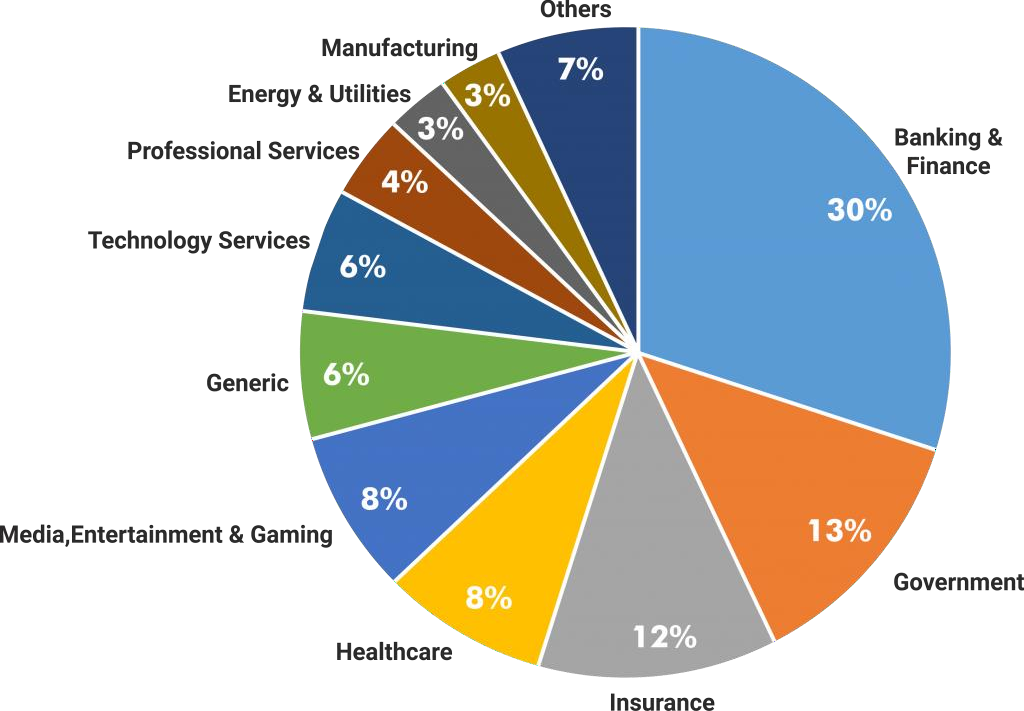 Others
7%
Manufacturing
3%
Energy & Utilities
3%
Professional Services
4%
Technology Services
6%
Generic
6%
Media,Entertainment & Gaming
8%
Healthcare
8%
Insurance
12%
Government
13%
Banking &
Finance
30%